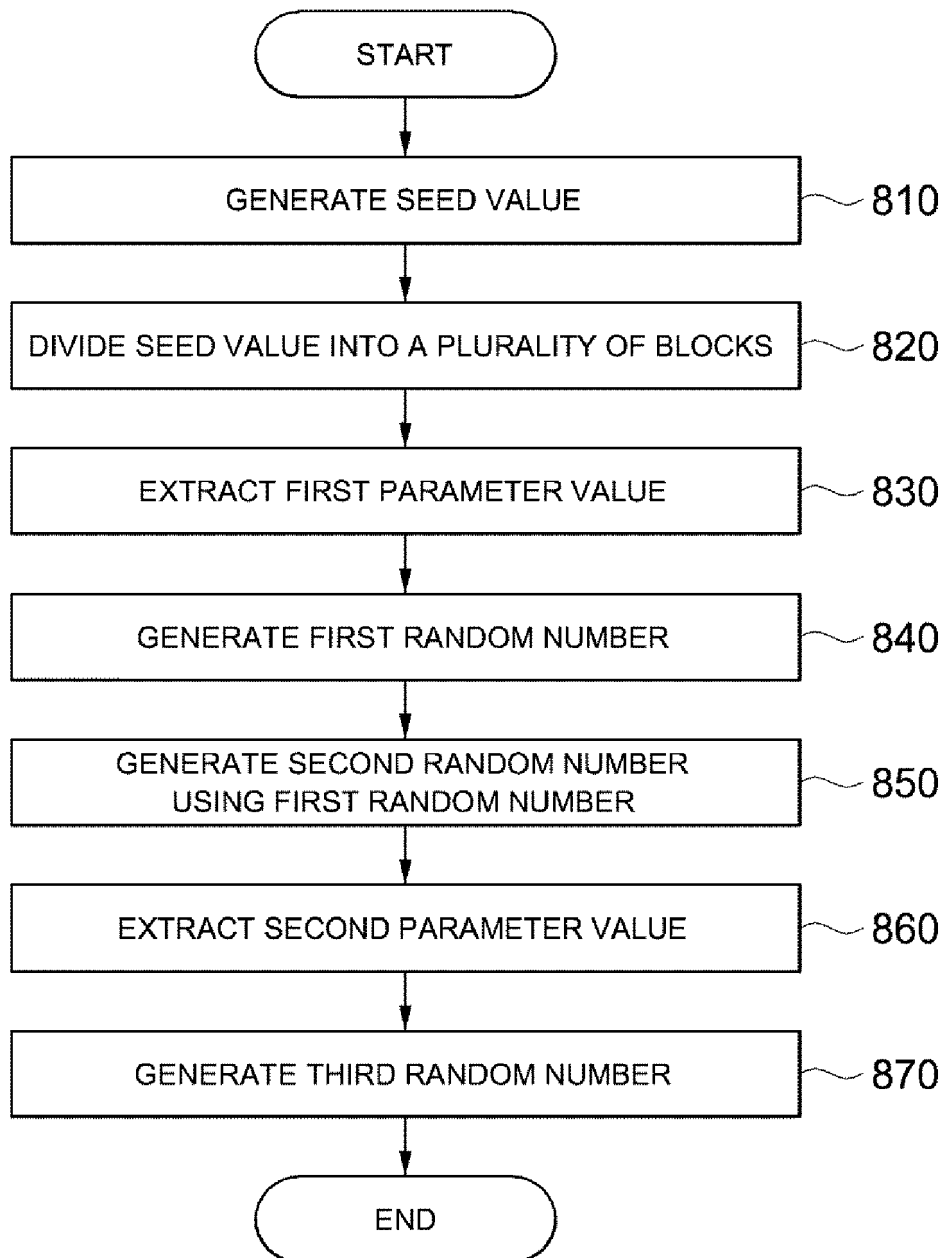 START
GENERATE SEED VALUE
810
DIVIDE SEED VALUE INTO A PLURALITY OF BLOCKS
820
EXTRACT FIRST PARAMETER VALUE
830
GENERATE FIRST RANDOM NUMBER
840
GENERATE SECOND RANDOM NUMBER
USING FIRST RANDOM NUMBER
850
EXTRACT SECOND PARAMETER VALUE
860
GENERATE THIRD RANDOM NUMBER
870
END